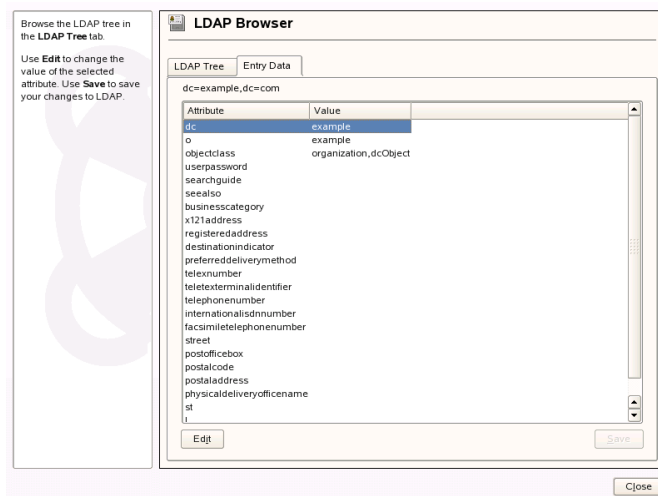 Browse the LDAP tree in
the LDAP Tree tab.
Use Edit to change the
value of the selected
attribute. Use Save to save
your changes to LDAP.
LDAP Browser
LDAP Tree
Entry Data
dc=example,dc=com
Attribute Value
dc example
o example
objectclass organization,dcObject
userpassword
searchguide
seealso
businesscategory
x121address
registeredaddress
destinationindicator
preferreddeliverymethod
telexnumber
teletexterminalidentifier
telephonenumber
internationalisdnnumber
facsimiletelephonenumber
street
postofficebox
postalcode
postaladdress
physicaldeliveryofficename
st
l
Edit
Save
Close